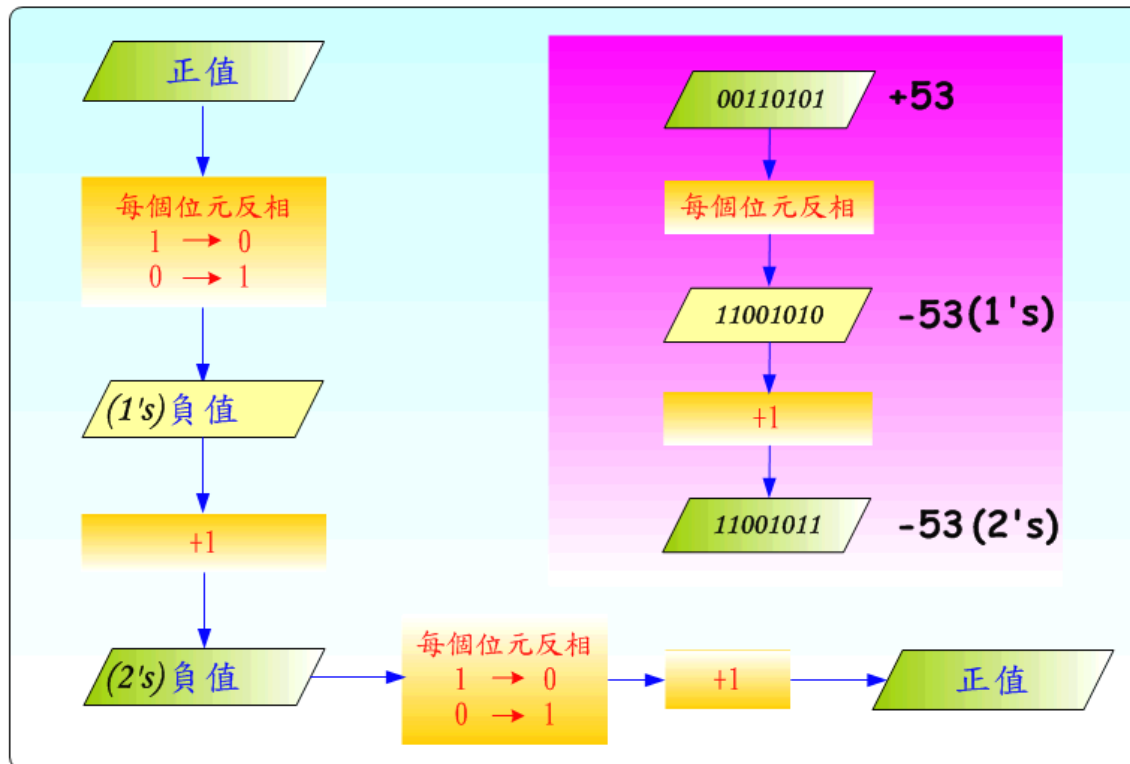 正值
每個位元反相
1 → 0
0 → 1
(1's)負值
+1
(2's)負值
每個位元反相
1 → 0
0 → 1
+1
正值
00110101 +53
每個位元反相
11001010 -53(1's)
+1
11001011 -53(2's)